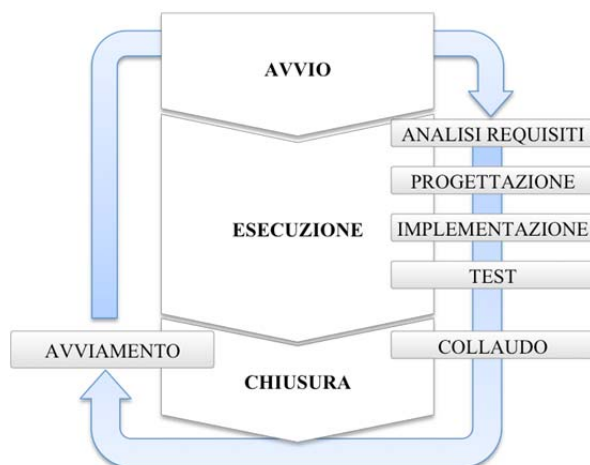 AVVIO
ANALISI REQUISITI
PROGETTAZIONE
IMPLEMENTAZIONE
ESECUZIONE
TEST
AVVIAMENTO
COLLAUDO
CHIUSURA